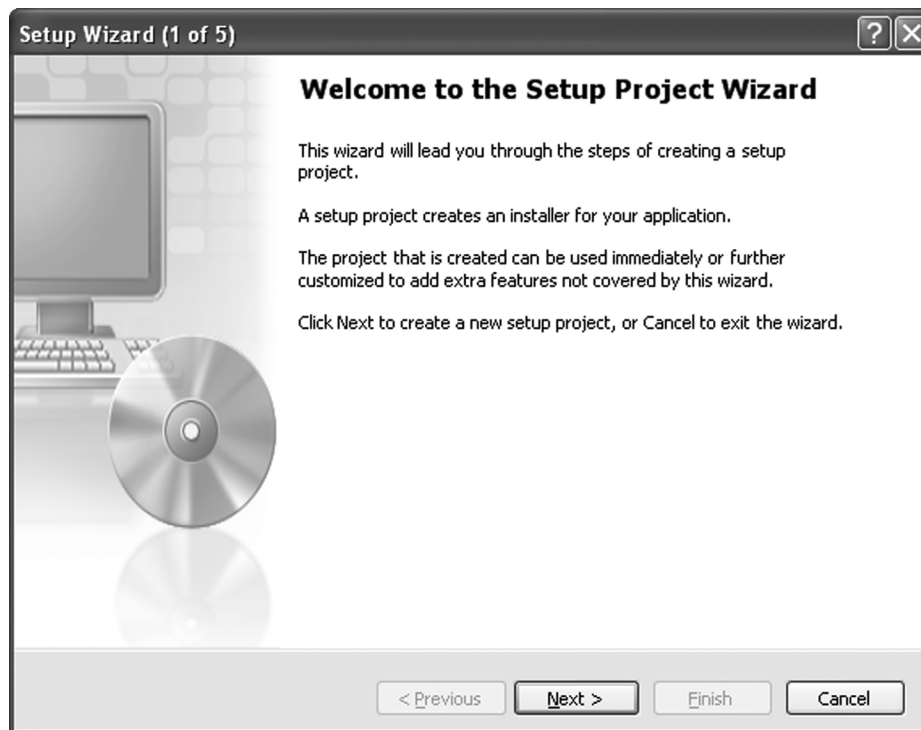 Setup Wizard (1 of 5)
Welcome to the Setup Project Wizard
This wizard will lead you through the steps of creating a setup
project.
A setup project creates an installer for your application.
The project that is created can be used immediately or further
customized to add extra features not covered by this wizard.
Click Next to create a new setup project, or Cancel to exit the wizard.
< Previous Next > Finish Cancel